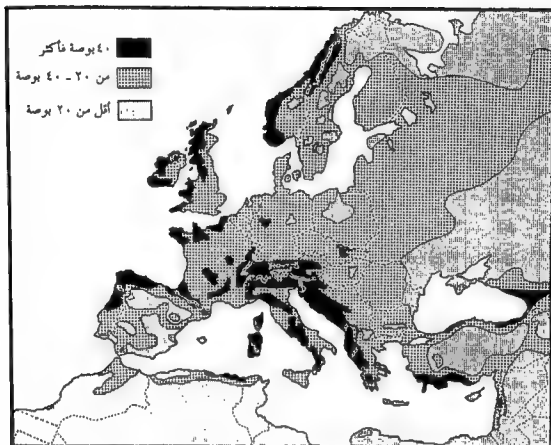 ٤٠ بوصة فأكثر
من ٢٠ - ٤٠ بوصة
أقل من ٢٠ بوصة